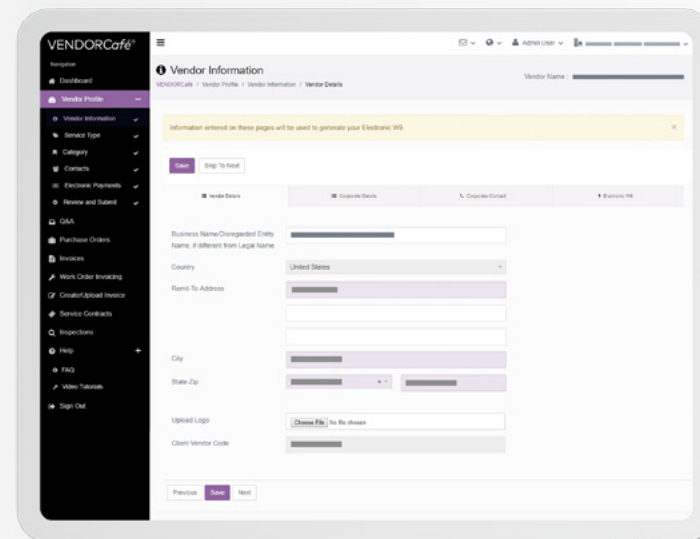 VENDORCafé®
Navigation
Dashboard
Vendor Profile
Vendor Information
Service Type
Category
Contacts
Electronic Payments
Review and Submit
Q&A
Purchase Orders
Invoices
Work Order Invoicing
Create/Upload Invoice
Service Contracts
Inspections
Help
FAQ
Video Tutorials
Sign Out
Admin User
Vendor Information
VENDORCafé / Vendor Profile / Vendor Information / Vendor Details
Vendor Name :
Information entered on these pages will be used to generate your Electronic W9.
Save Skip To Next
Vendor Details Corporate Details Corporate Contact Electronic W9
Business Name/Disregarded Entity
Name, if different from Legal Name
Country United States
Remit-To Address
City
State-Zip
Upload Logo Choose File No file chosen
Client Vendor Code
Previous Save Next